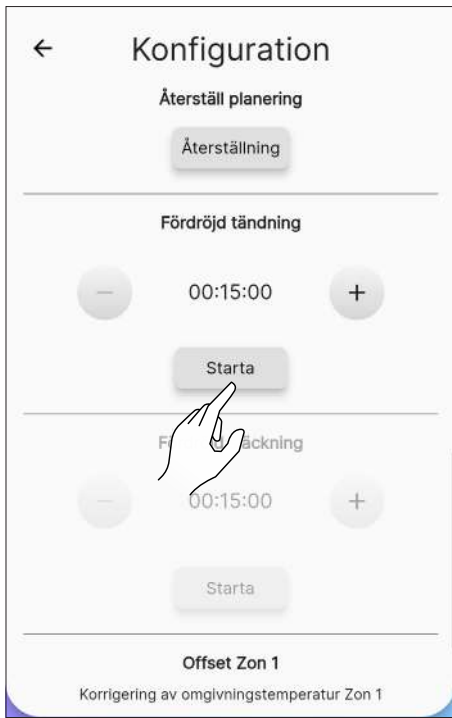 Konfiguration
Återställ planering
Återställning
Fördröjd tändning
00:15:00
Starta
00:15:00
Starta
Offset Zon 1
Korrigering av omgivningstemperatur Zon 1